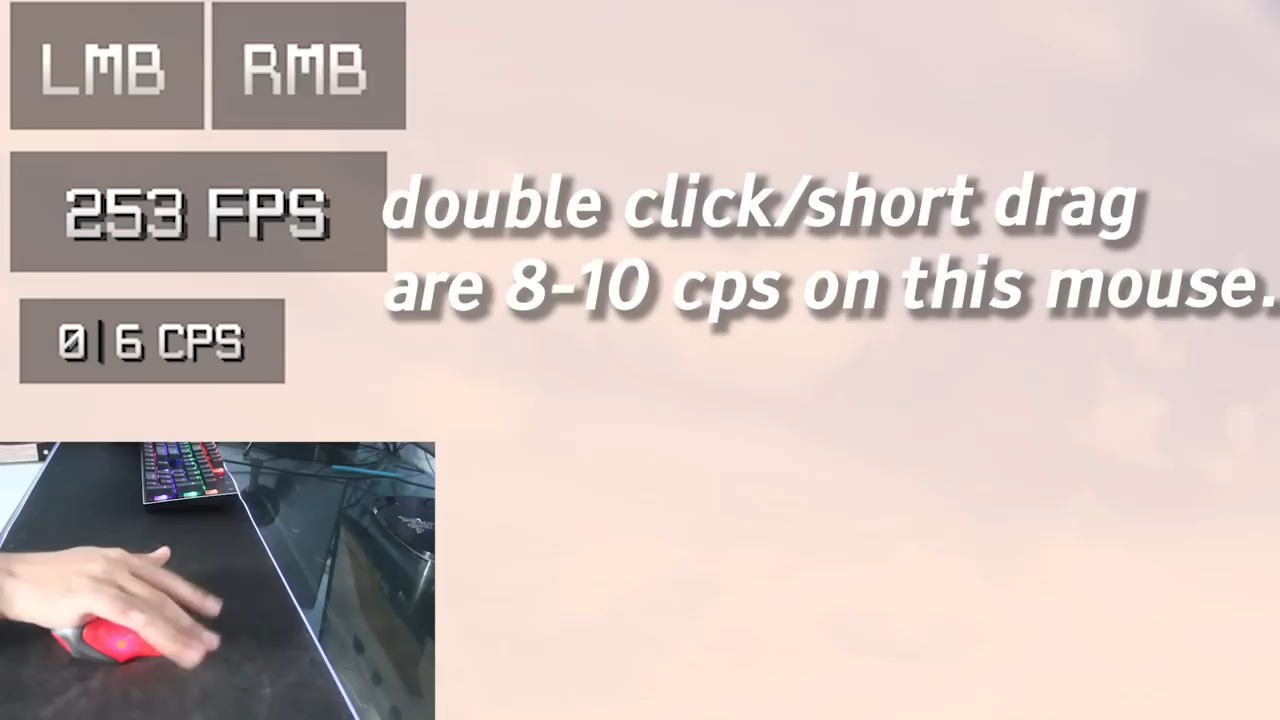 LMB RMB
253 FPS
double click/short drag
are 8-10 cps on this mouse.
0|6 CPS